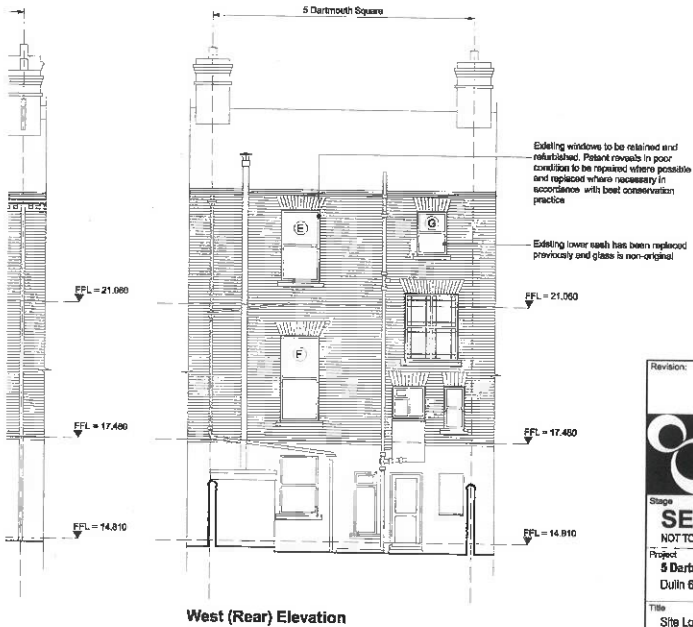 5 Dartmouth Square
Existing windows to be retained and
refurbished. Patent reveals in poor
condition to be repaired where possible
and replaced where necessary in
accordance with best conservation
practice
E
G
Existing lower sash has been replaced
previously and glass is non-original
FFL = 21.060
FFL = 21.060
F
FFL = 17.480
FFL = 17.480
FFL = 14.810
FFL = 14.810
West (Rear) Elevation
Revision:
Stage
SE
NOT TO
Project
5 Dartm
Dulin 6
Title
Site Lo